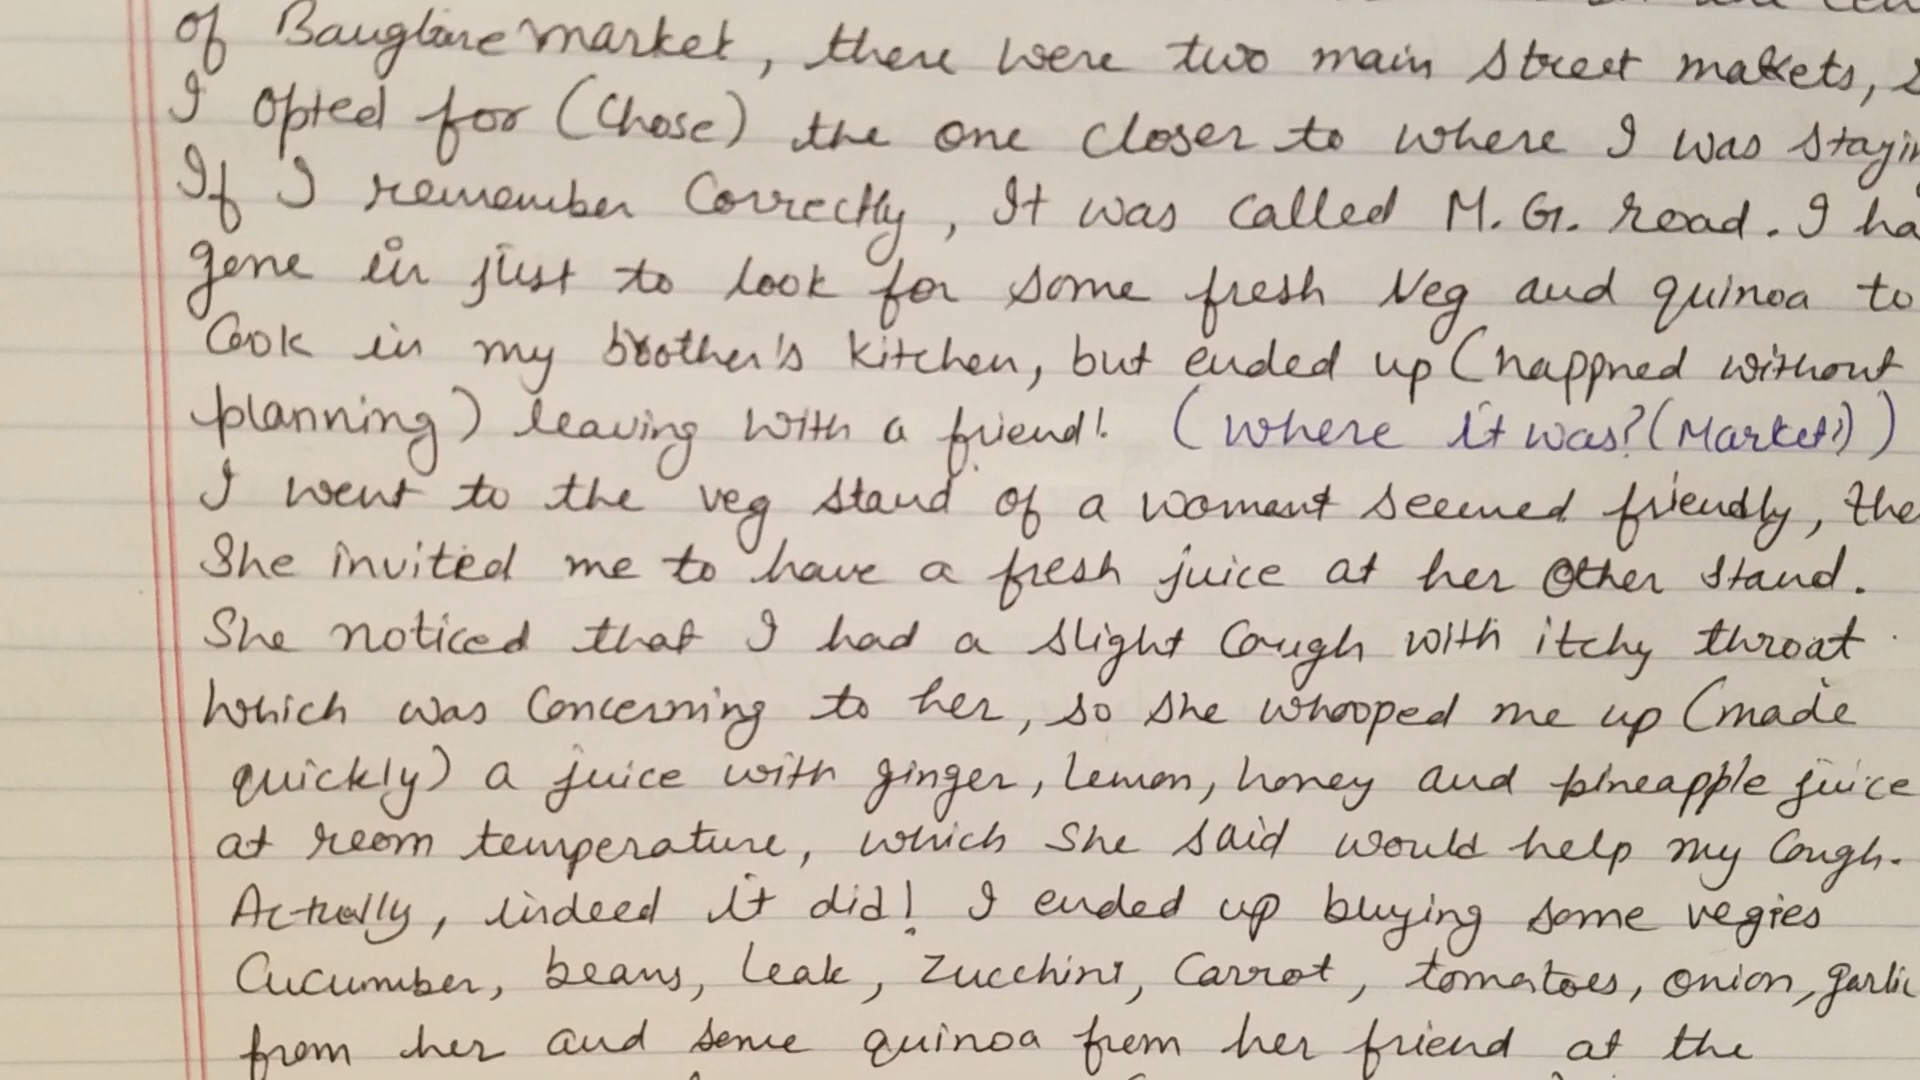 of Banglore market, there were two main street makets,
I opted for (Chose) the one closer to where I was
If I remember Correctly, It was called M. G. road. I
gone in just to look for some fresh Veg and quinoa to
Cook in my brother's kitchen, but ended up (happned without
planning) leaving with a friend! (where it was? (Market))
I went to the veg stand of a woment seemed friendly,
She invited me to have a fresh juice at her Other stand.
She noticed that I had a slight Cough with itchy throat
which was Concerning to her, so she whooped me up (made
quickly) a juice with ginger, lemon, honey and pineapple juice
at room temperature, which She said would help my Cough.
Actually, indeed it did! I ended up buying some vegies
Cucumber, beans, leak, Zucchini, Carrot, tomatoes, onion, garlic
from her and some quinoa from her friend at the